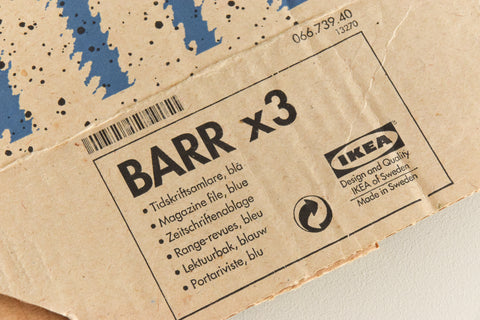 066.739.40
13270
BARR x3
• Tidskriftsamlare, blå
• Magazine file, blue
• Zeitschriftenablage
• Range-revues, bleu
• Lektuurbak, blauw
• Portariviste, blu
IKEA
Design and Quality
IKEA of Sweden
Made in Sweden